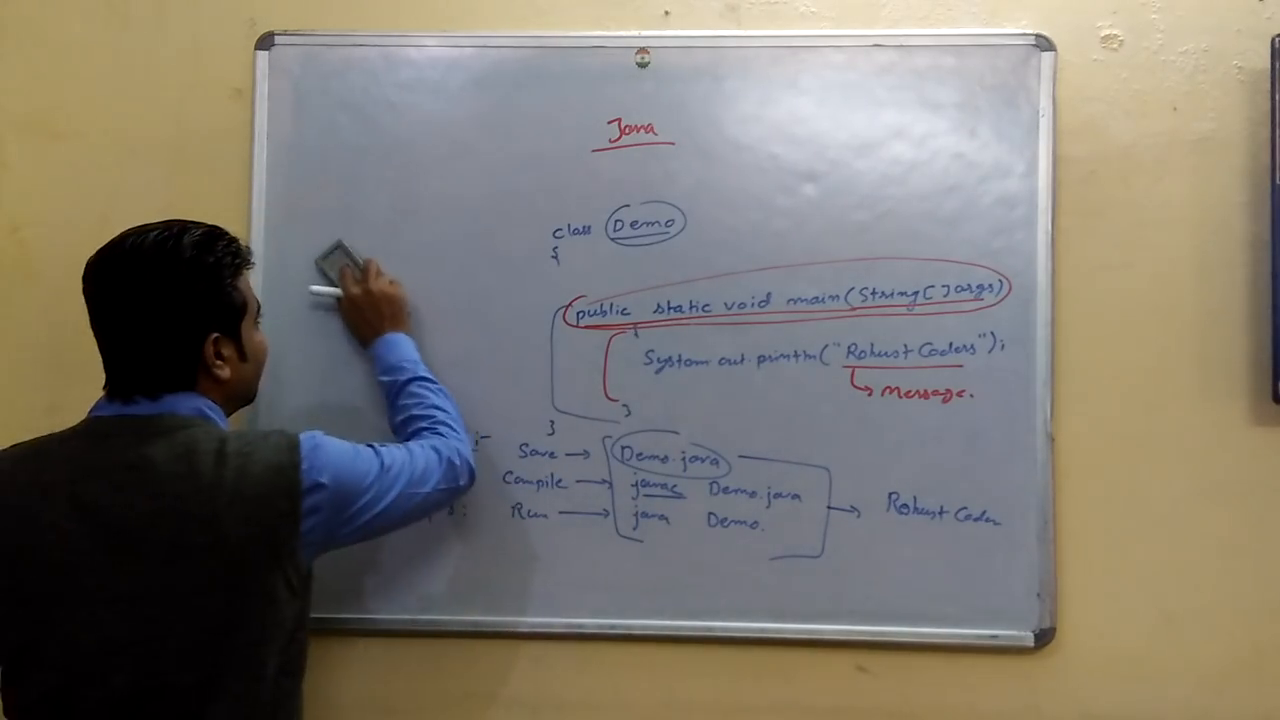 Java
class Demo
{
public static void main(String[]args)
{
System.out.println("Robust Coders");
→ Message.
}
}
:-
Save → Demo.java
Compile → javac Demo.java
Run → java Demo. → Robust Coder